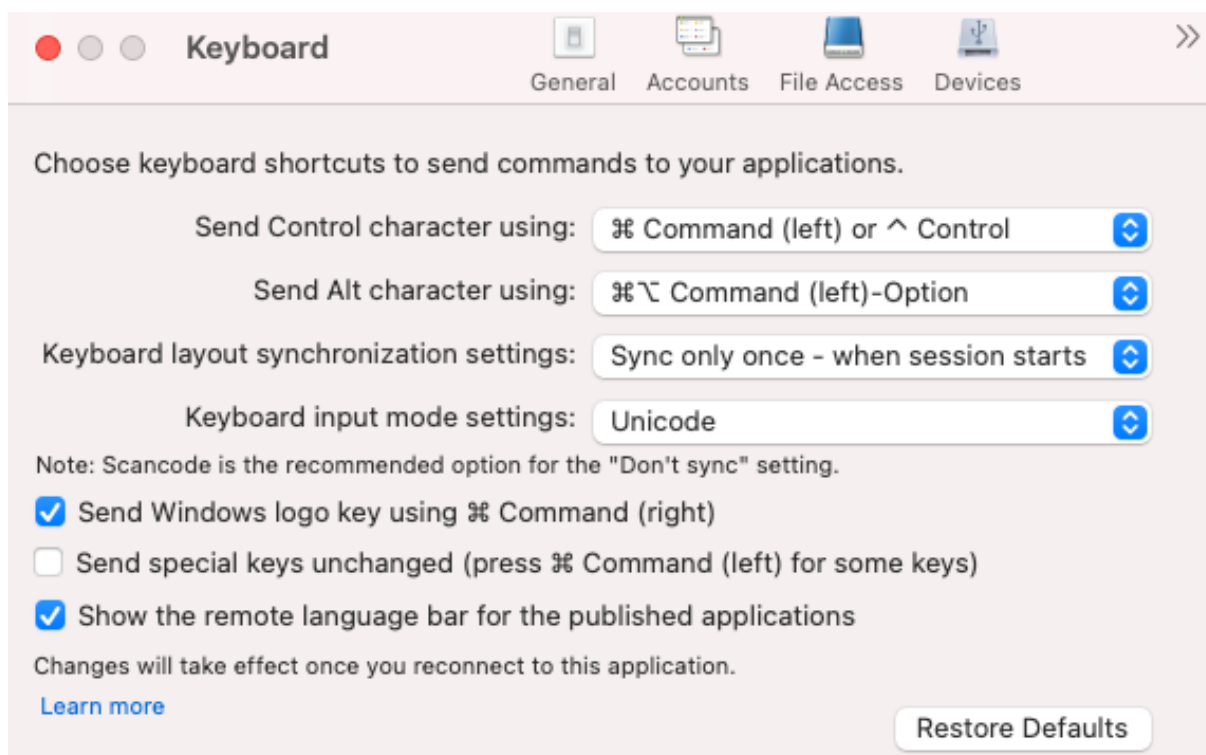 Keyboard
General Accounts File Access Devices
Choose keyboard shortcuts to send commands to your applications.
Send Control character using: ⌘ Command (left) or ^ Control
Send Alt character using: ⌘⌥ Command (left)-Option
Keyboard layout synchronization settings: Sync only once - when session starts
Keyboard input mode settings: Unicode
Note: Scancode is the recommended option for the "Don't sync" setting.
Send Windows logo key using ⌘ Command (right)
Send special keys unchanged (press ⌘ Command (left) for some keys)
Show the remote language bar for the published applications
Changes will take effect once you reconnect to this application.
Learn more
Restore Defaults